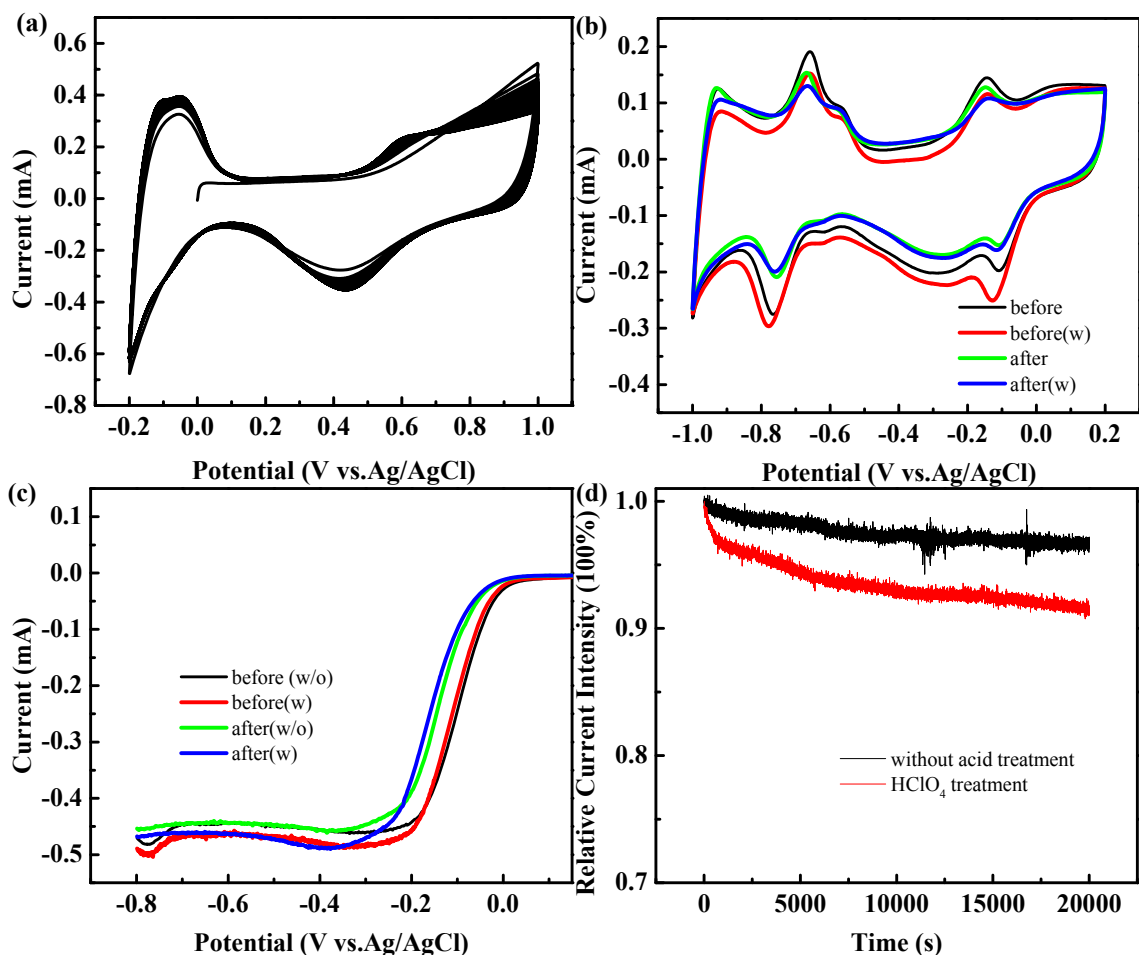 (a)
0.6
0.4
0.2
0.0
-0.2
-0.4
-0.6
-0.8
Current (mA)
-0.2 0.0 0.2 0.4 0.6 0.8 1.0
Potential (V vs.Ag/AgCl)
(b)
0.2
0.1
0.0
-0.1
-0.2
-0.3
-0.4
Current (mA)
before
before(w)
after
after(w)
-1.0 -0.8 -0.6 -0.4 -0.2 0.0 0.2
Potential (V vs.Ag/AgCl)
(c)
0.1
0.0
-0.1
-0.2
-0.3
-0.4
-0.5
Current (mA)
before (w/o)
before(w)
after(w/o)
after(w)
-0.8 -0.6 -0.4 -0.2 0.0
Potential (V vs.Ag/AgCl)
(d)
1.0
0.9
0.8
0.7
Relative Current Intensity (100%)
without acid treatment
HClO4 treatment
0 5000 10000 15000 20000
Time (s)